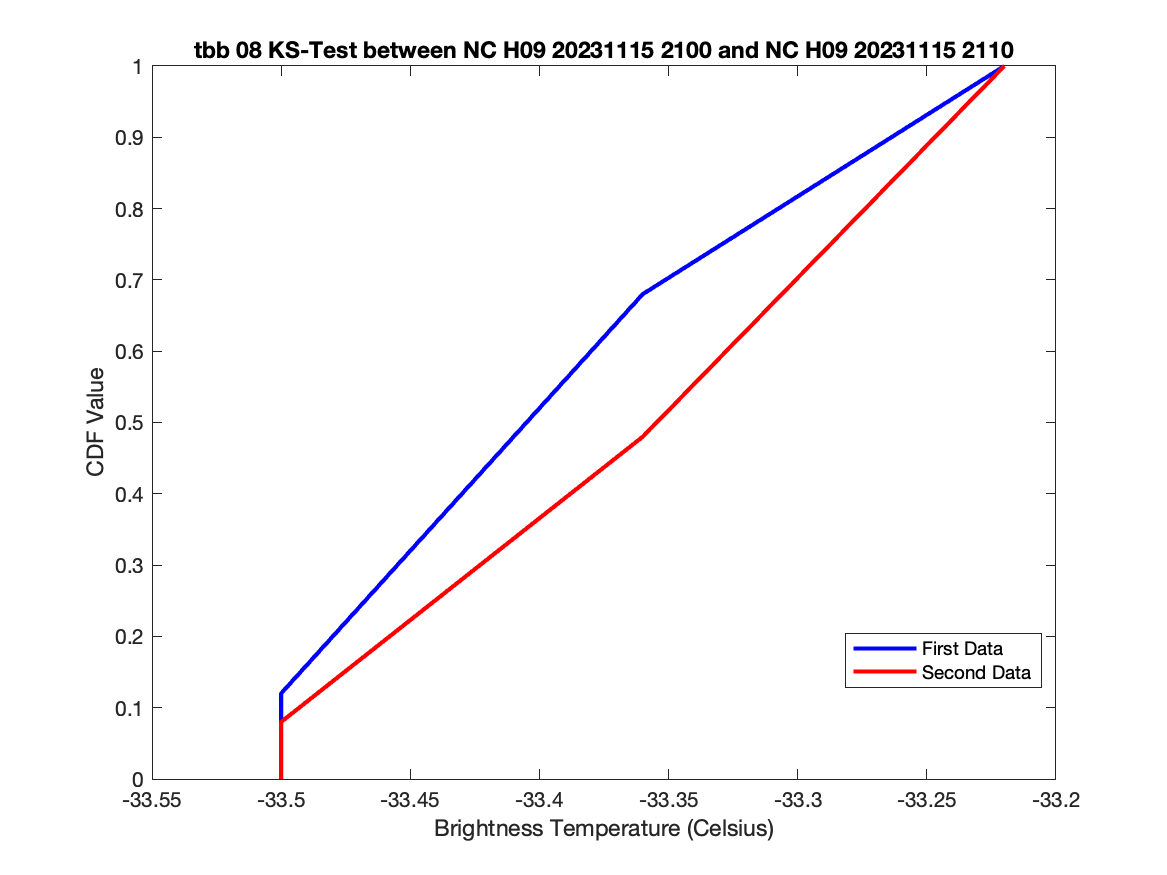 tbb 08 KS-Test between NC H09 20231115 2100 and NC H09 20231115 2110
1
0.9
0.8
0.7
0.6
0.5
0.4
0.3
0.2
0.1
0
CDF Value
First Data
Second Data
-33.55 -33.5 -33.45 -33.4 -33.35 -33.3 -33.25 -33.2
Brightness Temperature (Celsius)